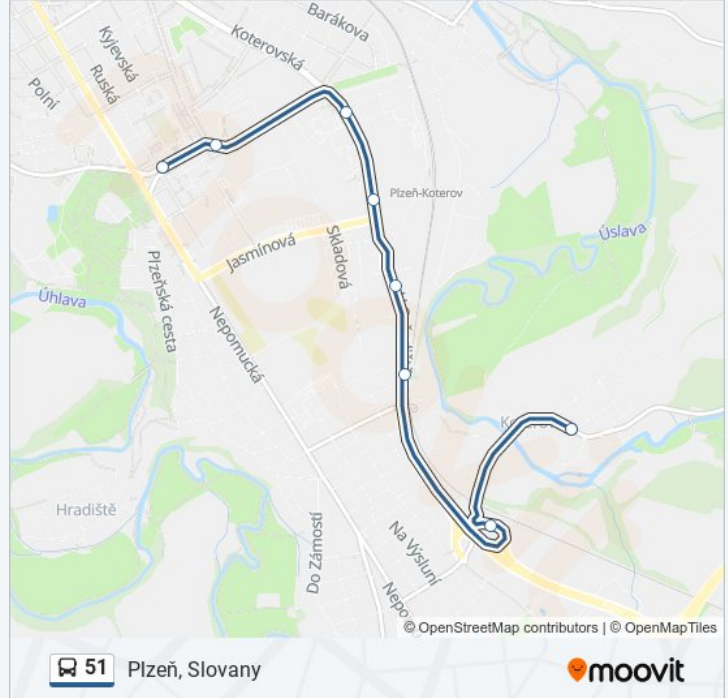 Barákova
Koterovská
Kyjevská
Ruská
Polní
Plzeň-Koterov
Úslava
Jasmínová
Skladová
Plzeňská cesta
Úhlava
Nepomucká
Hradiště
Do Zámostí
Na Výsluní
© OpenStreetMap contributors | © OpenMapTiles
51 Plzeň, Slovany
moovit